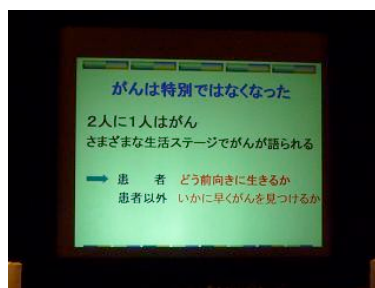 がんは特別ではなくなった
2人に1人はがん
さまざまな生活ステージでがんが語られる
➡ 患　者　どう前向きに生きるか
患者以外　いかに早くがんを見つけるか